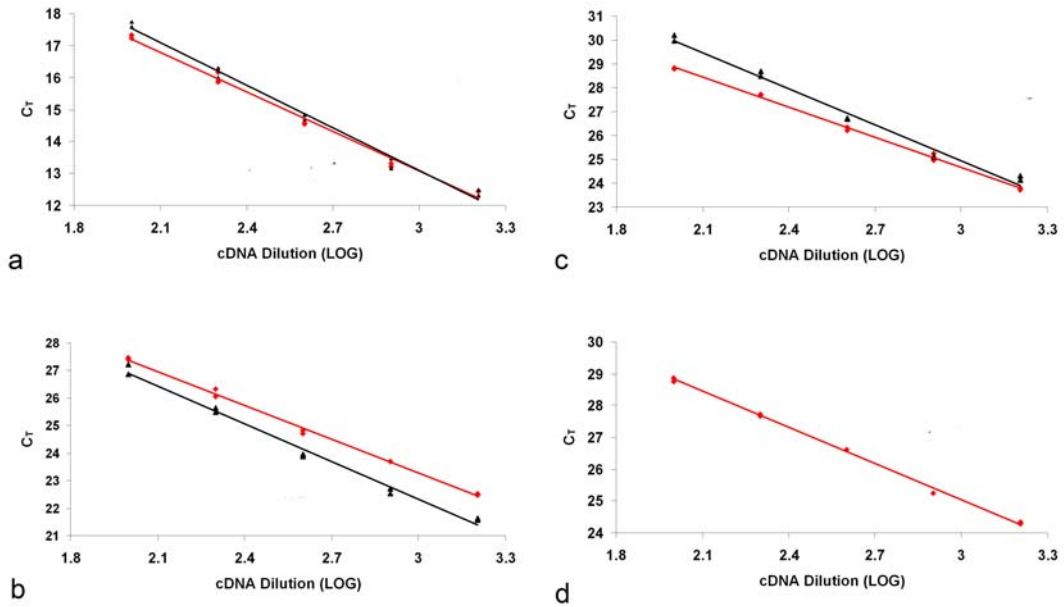 18
17
16
15
14
13
12
C_T
1.8 2.1 2.4 2.7 3 3.3
cDNA Dilution (LOG)
a
31
30
29
28
27
26
25
24
23
C_T
1.8 2.1 2.4 2.7 3 3.3
cDNA Dilution (LOG)
c
28
27
26
25
24
23
22
21
C_T
1.8 2.1 2.4 2.7 3 3.3
cDNA Dilution (LOG)
b
30
29
28
27
26
25
24
C_T
1.8 2.1 2.4 2.7 3 3.3
cDNA Dilution (LOG)
d